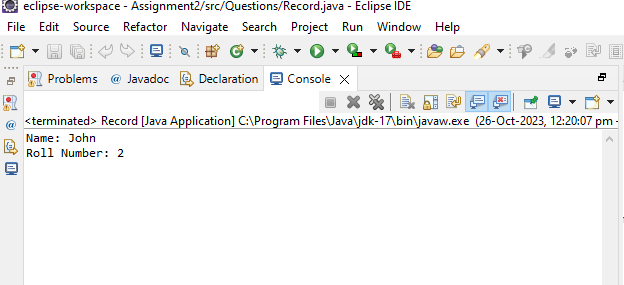 eclipse-workspace - Assignment2/src/Questions/Record.java - Eclipse IDE
File Edit Source Refactor Navigate Search Project Run Window Help
Problems @ Javadoc Declaration Console
<terminated> Record [Java Application] C:\Program Files\Java\jdk-17\bin\javaw.exe (26-Oct-2023, 12:20:07 pm –
Name: John
Roll Number: 2